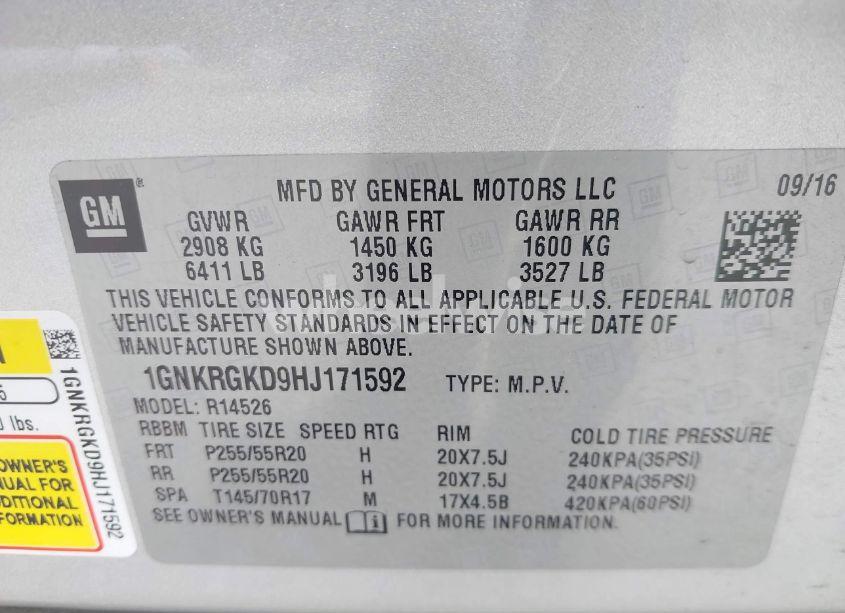 GM
MFD BY GENERAL MOTORS LLC 09/16
GVWR GAWR FRT GAWR RR
2908 KG 1450 KG 1600 KG
6411 LB 3196 LB 3527 LB
THIS VEHICLE CONFORMS TO ALL APPLICABLE U.S. FEDERAL MOTOR
VEHICLE SAFETY STANDARDS IN EFFECT ON THE DATE OF
MANUFACTURE SHOWN ABOVE.
1GNKRGKD9HJ171592 TYPE: M.P.V.
MODEL: R14526
RBBM TIRE SIZE SPEED RTG RIM COLD TIRE PRESSURE
FRT P255/55R20 H 20X7.5J 240KPA(35PSI)
RR P255/55R20 H 20X7.5J 240KPA(35PSI)
SPA T145/70R17 M 17X4.5B 420KPA(60PSI)
SEE OWNER'S MANUAL FOR MORE INFORMATION.
1GNKRGKD9HJ171592
lbs.
OWNER'S
FOR